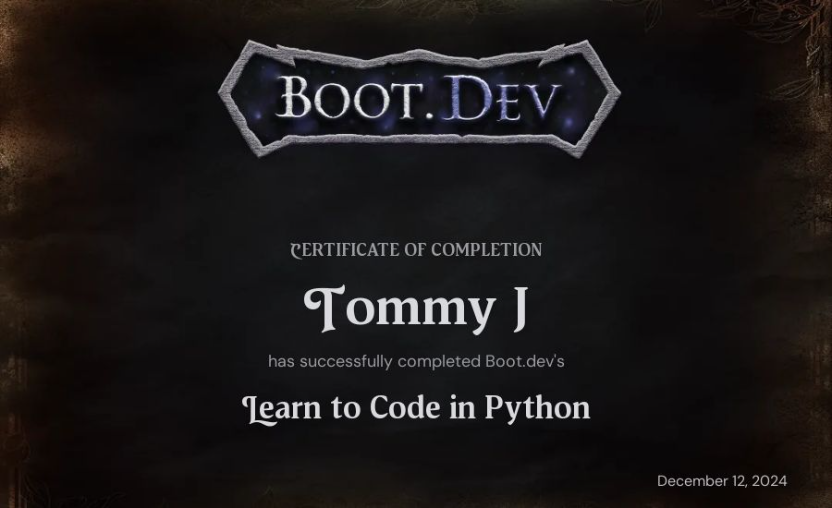 BOOT.DEV
CERTIFICATE OF COMPLETION
Tommy J
has successfully completed Boot.dev's
Learn to Code in Python
December 12, 2024